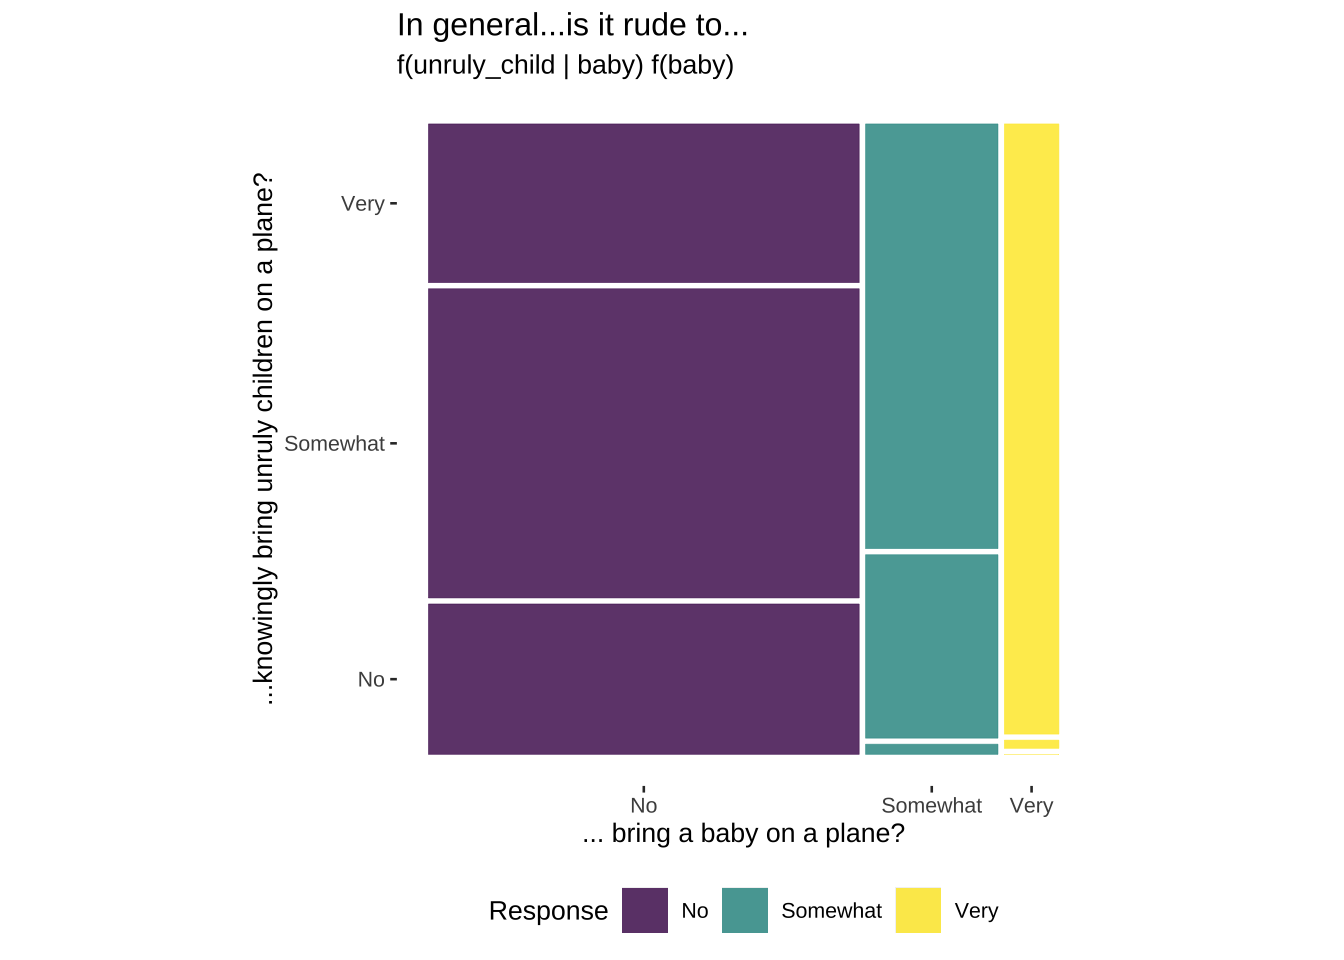 In general...is it rude to...
f(unruly_child | baby) f(baby)
...knowingly bring unruly children on a plane?
Very
Somewhat
No
No Somewhat Very
... bring a baby on a plane?
Response No Somewhat Very